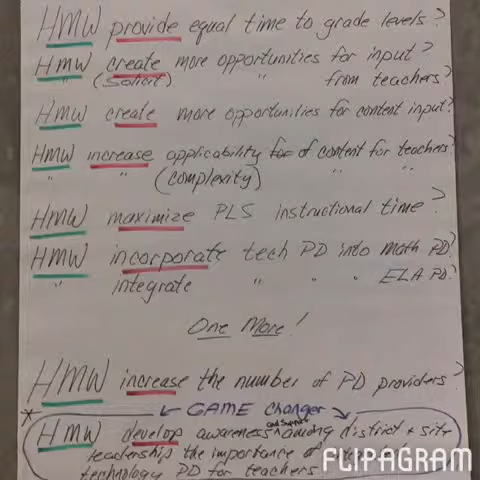 HMW provide equal time to grade levels?
HMW create more opportunities for input?
(Solicit) " from teachers?
HMW create more opportunities for content input?
HMW increase applicability for of content for teachers?
" " (complexity) " "
HMW maximize PLS instructional time?
HMW incorporate tech PD into math PD?
" integrate " " " ELA PD?
One More!
HMW increase the number of PD providers?
* GAME changer
HMW develop awareness and support among district + site
leadership the importance of
technology PD for teachers
FLIPAGRAM